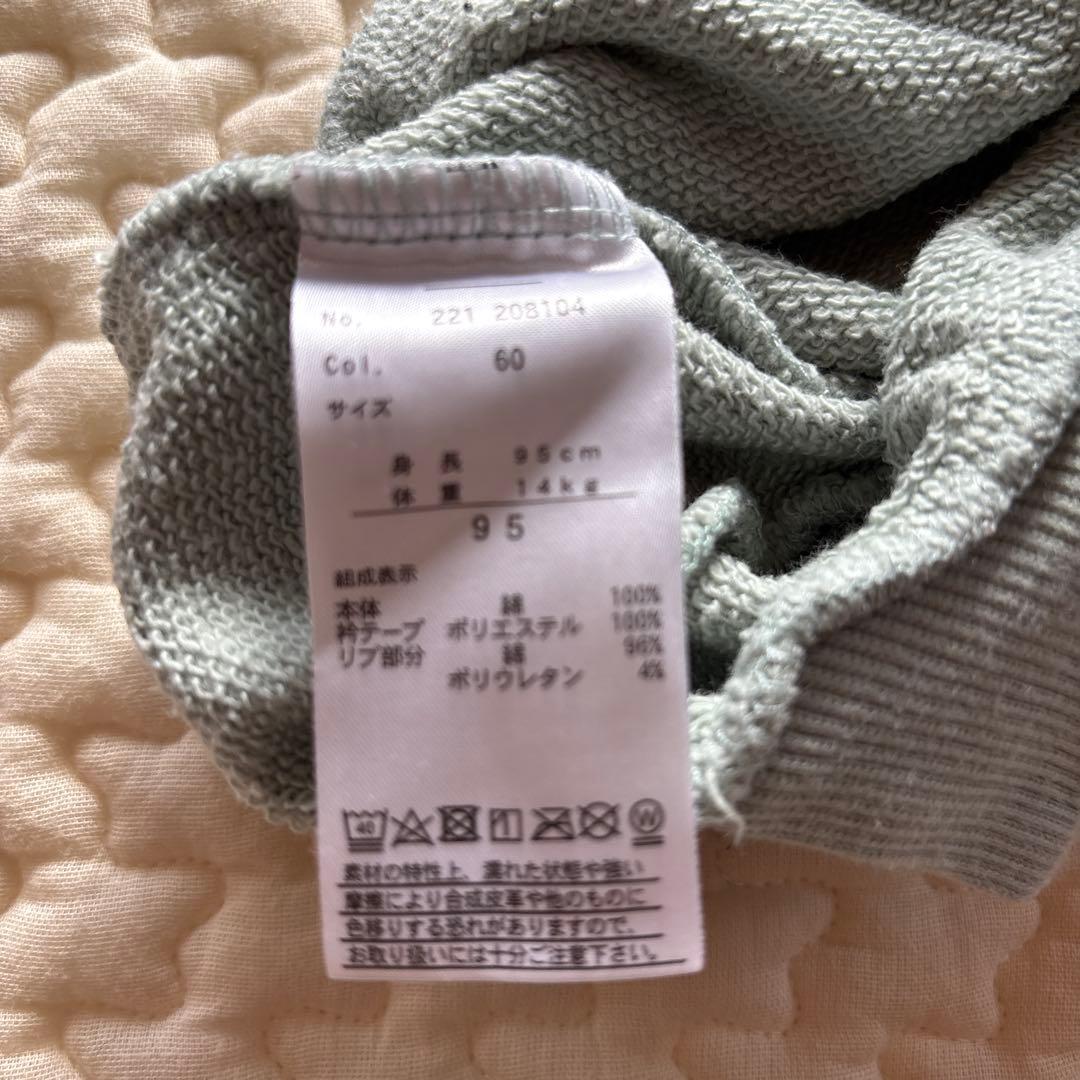 No. 221 208104
Col. 60
サイズ
身長 95cm
体重 14kg
95
組成表示
本体 綿 100%
衿テープ ポリエステル 100%
リブ部分 綿 96%
ポリウレタン 4%
40 W
素材の特性上、濡れた状態や強い
摩擦により合成皮革や他のものに
色移りする恐れがありますので、
お取り扱いには十分ご注意下さい。